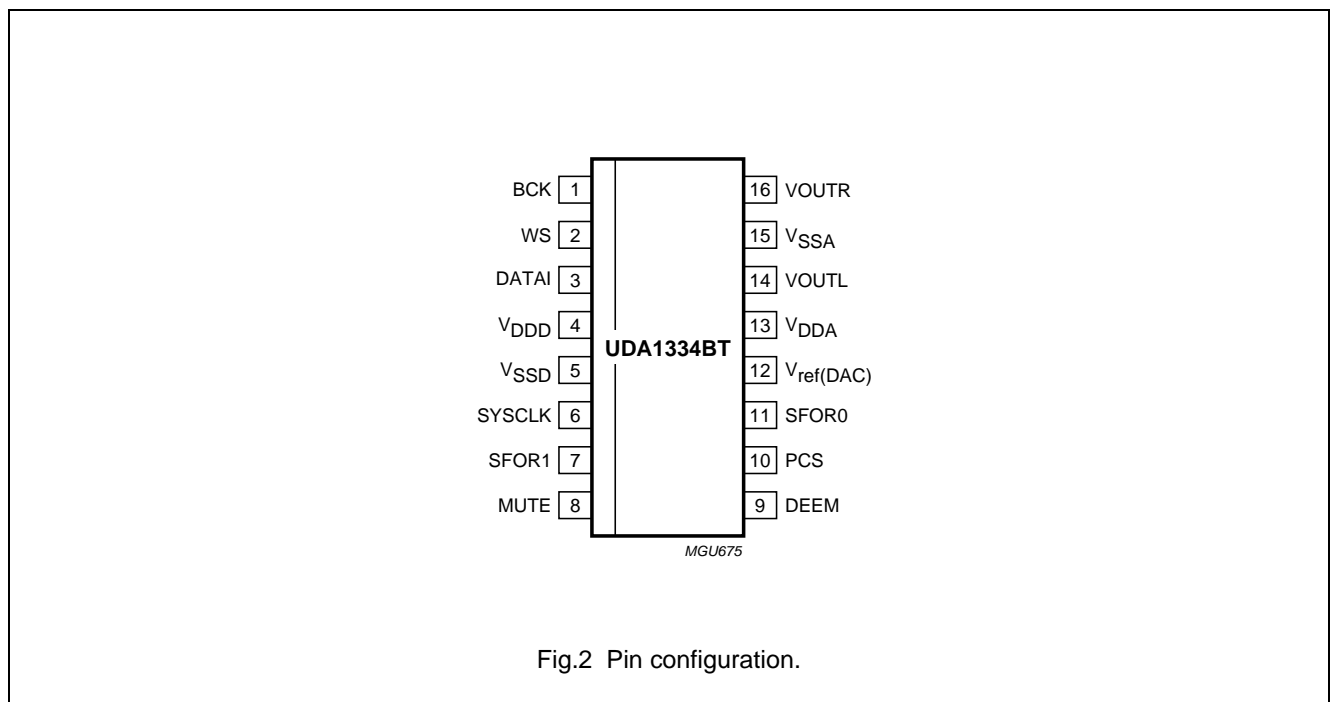 BCK 1
WS 2
DATAI 3
VDDD 4
VSSD 5
SYSCLK 6
SFOR1 7
MUTE 8
UDA1334BT
16 VOUTR
15 VSSA
14 VOUTL
13 VDDA
12 Vref(DAC)
11 SFOR0
10 PCS
9 DEEM
MGU675
Fig.2 Pin configuration.